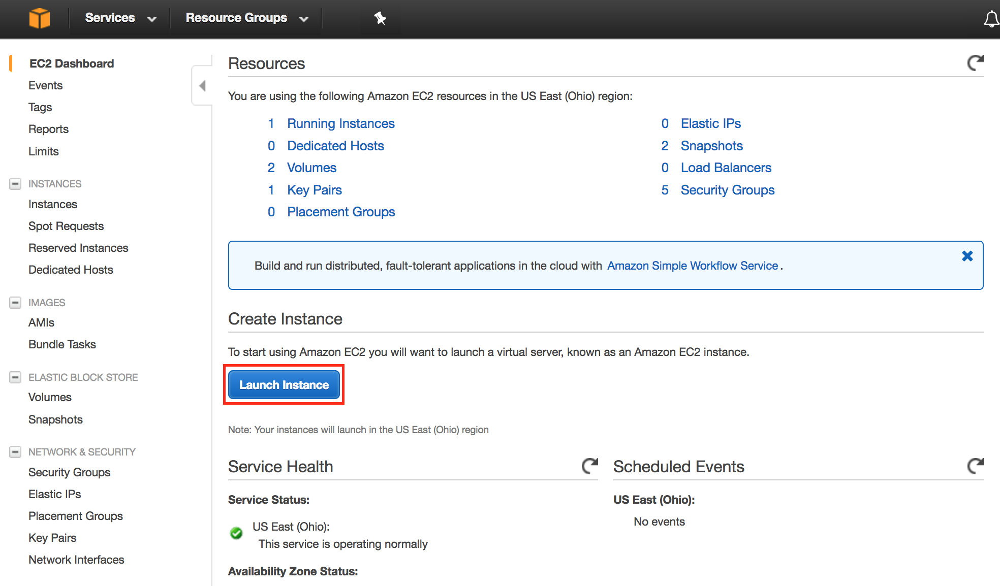 Services
Resource Groups
EC2 Dashboard
Events
Tags
Reports
Limits
INSTANCES
Instances
Spot Requests
Reserved Instances
Dedicated Hosts
IMAGES
AMIs
Bundle Tasks
ELASTIC BLOCK STORE
Volumes
Snapshots
NETWORK & SECURITY
Security Groups
Elastic IPs
Placement Groups
Key Pairs
Network Interfaces
Resources
You are using the following Amazon EC2 resources in the US East (Ohio) region:
1 Running Instances
0 Dedicated Hosts
2 Volumes
1 Key Pairs
0 Placement Groups
0 Elastic IPs
2 Snapshots
0 Load Balancers
5 Security Groups
Build and run distributed, fault-tolerant applications in the cloud with Amazon Simple Workflow Service .
Create Instance
To start using Amazon EC2 you will want to launch a virtual server, known as an Amazon EC2 instance.
Launch Instance
Note: Your instances will launch in the US East (Ohio) region
Service Health
Service Status:
US East (Ohio):
This service is operating normally
Availability Zone Status:
Scheduled Events
US East (Ohio):
No events